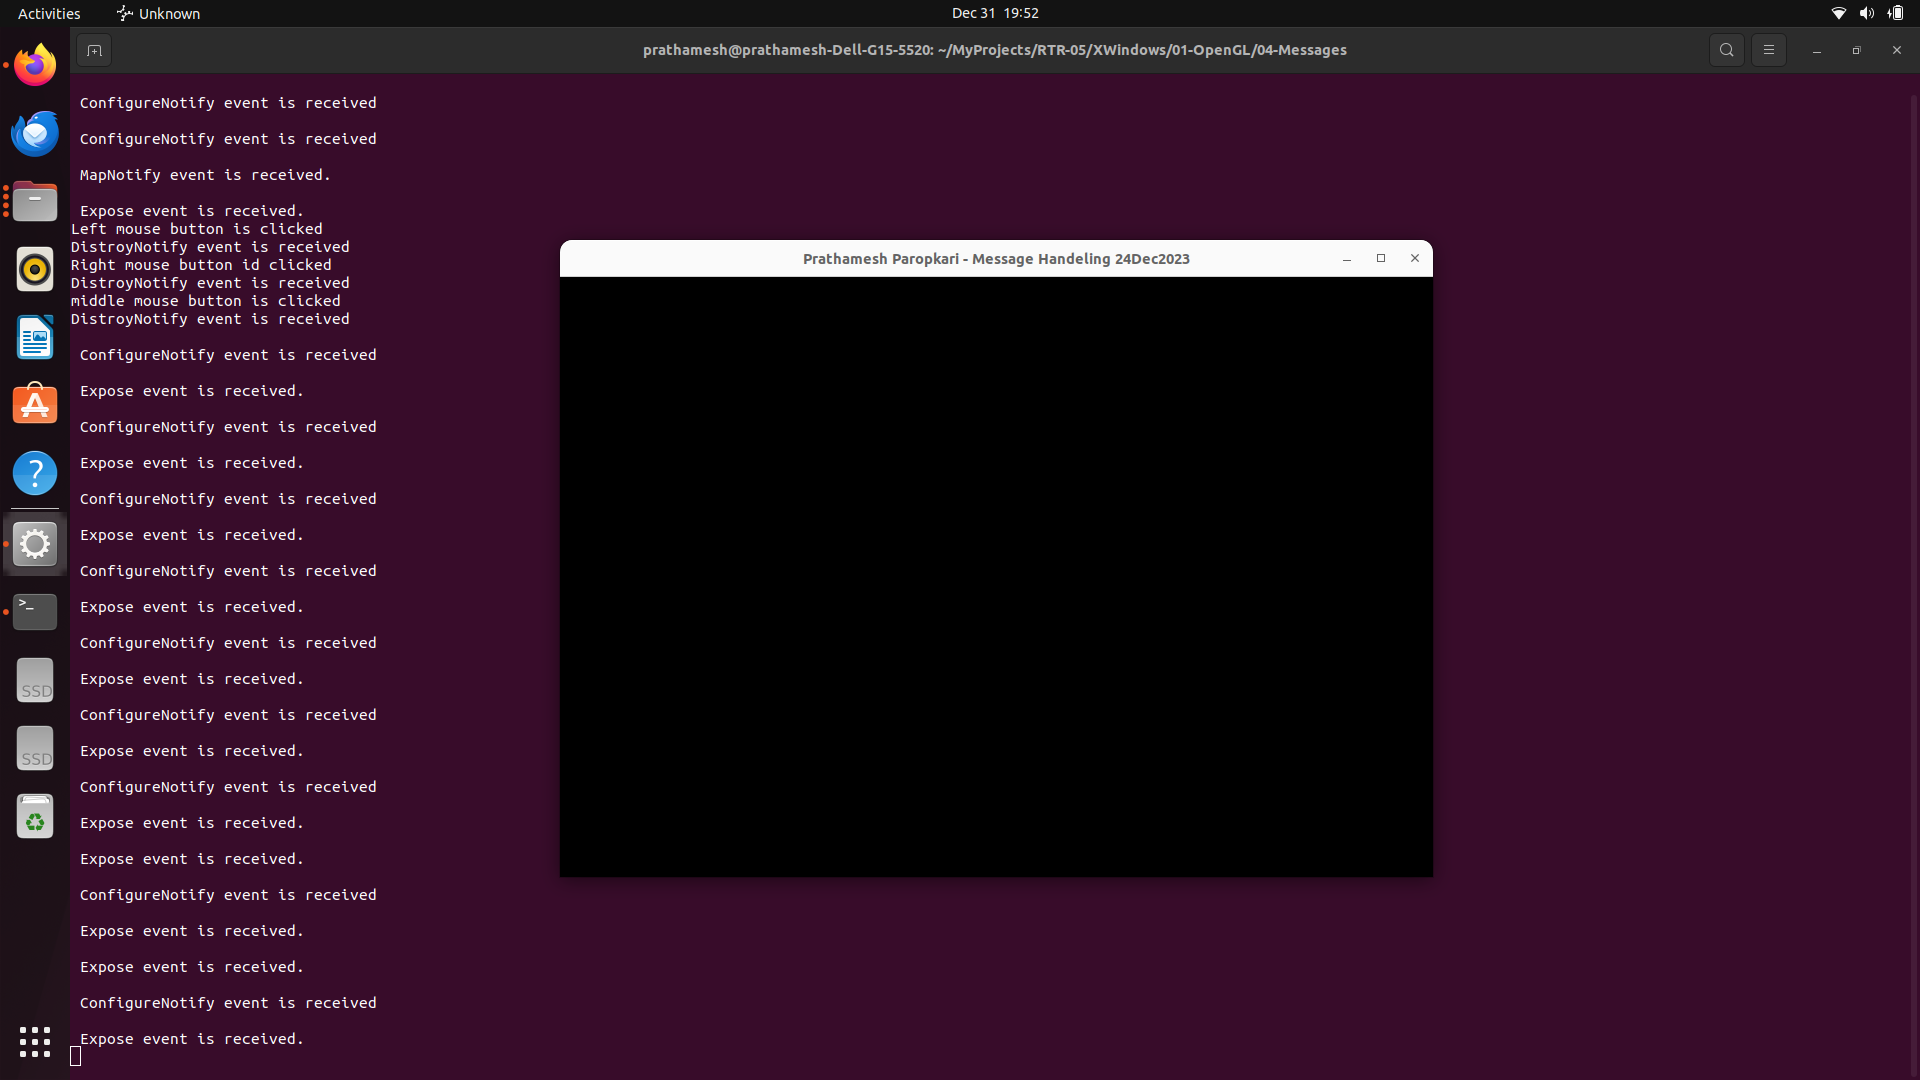 Activities
Unknown
Dec 31 19:52
prathamesh@prathamesh-Dell-G15-5520: ~/MyProjects/RTR-05/XWindows/01-OpenGL/04-Messages
ConfigureNotify event is received
ConfigureNotify event is received
MapNotify event is received.
Expose event is received.
Left mouse button is clicked
DistroyNotify event is received
Right mouse button id clicked
DistroyNotify event is received
middle mouse button is clicked
DistroyNotify event is received
ConfigureNotify event is received
Expose event is received.
ConfigureNotify event is received
Expose event is received.
ConfigureNotify event is received
Expose event is received.
ConfigureNotify event is received
Expose event is received.
ConfigureNotify event is received
Expose event is received.
ConfigureNotify event is received
Expose event is received.
ConfigureNotify event is received
Expose event is received.
Expose event is received.
ConfigureNotify event is received
Expose event is received.
Expose event is received.
ConfigureNotify event is received
Expose event is received.
Prathamesh Paropkari - Message Handeling 24Dec2023
SSD
SSD